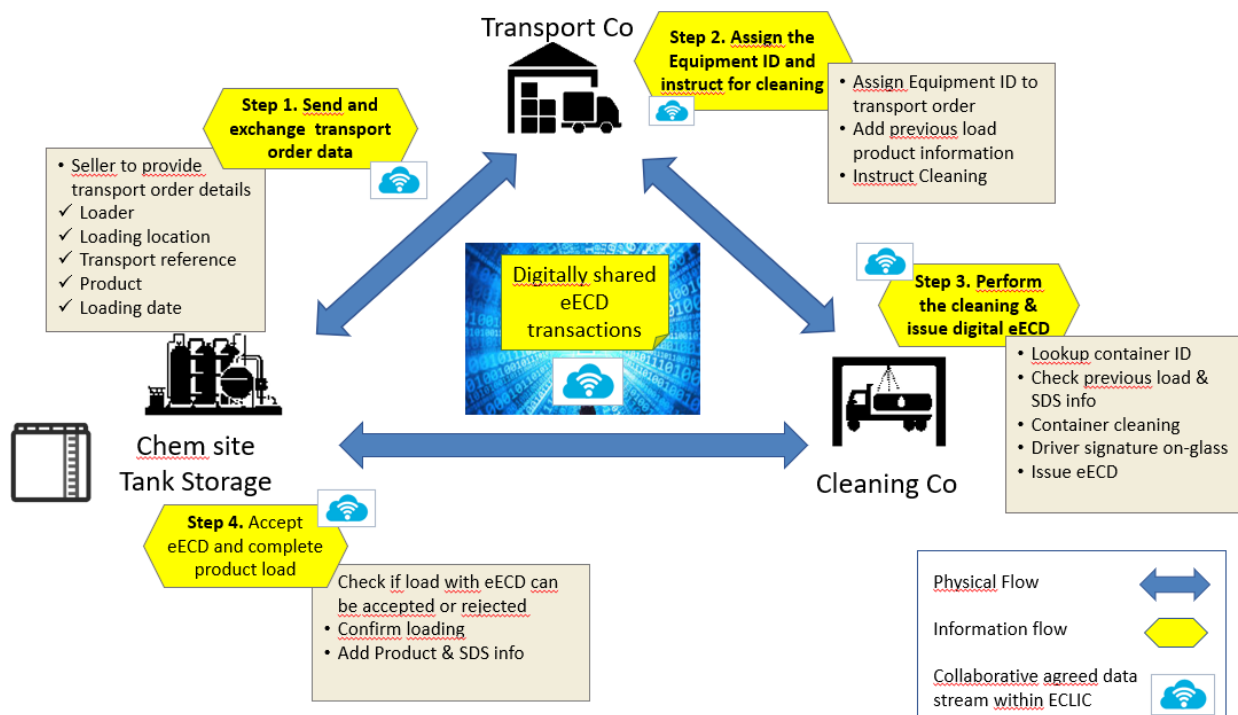 Transport Co
Step 2. Assign the
Equipment ID and
instruct for cleaning
• Assign Equipment ID to
transport order
• Add previous load
product information
• Instruct Cleaning
Step 1. Send and
exchange transport
order data
• Seller to provide
transport order details
✓ Loader
✓ Loading location
✓ Transport reference
✓ Product
✓ Loading date
Digitally shared
eECD
transactions
Step 3. Perform
the cleaning &
issue digital eECD
• Lookup container ID
• Check previous load &
SDS info
• Container cleaning
• Driver signature on-glass
• Issue eECD
Chem site
Tank Storage
Cleaning Co
Step 4. Accept
eECD and complete
product load
Check if load with eECD can
be accepted or rejected
• Confirm loading
• Add Product & SDS info
Physical Flow
Information flow
Collaborative agreed data
stream within ECLIC